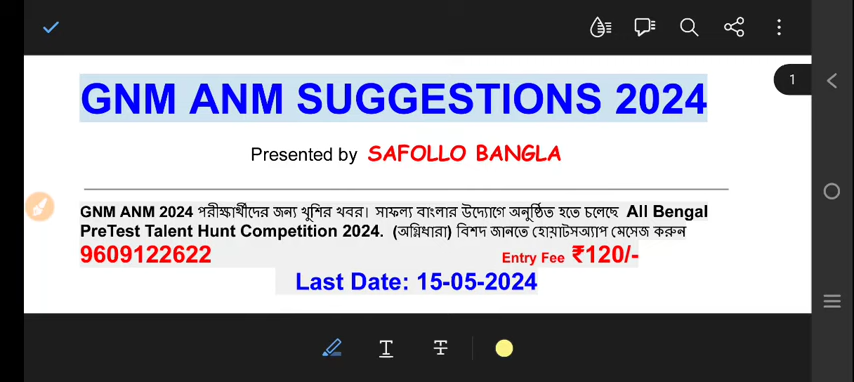 GNM ANM SUGGESTIONS 2024
1
Presented by SAFOLLO BANGLA
GNM ANM 2024 পরীক্ষার্থীদের জন্য খুশির খবর। সাফল্য বাংলার উদ্যোগে অনুষ্ঠিত হতে চলেছে All Bengal
PreTest Talent Hunt Competition 2024. (অগ্নিধারা) বিশদ জানতে হোয়াটসঅ্যাপ মেসেজ করুন
9609122622 Entry Fee ₹120/-
Last Date: 15-05-2024
T T